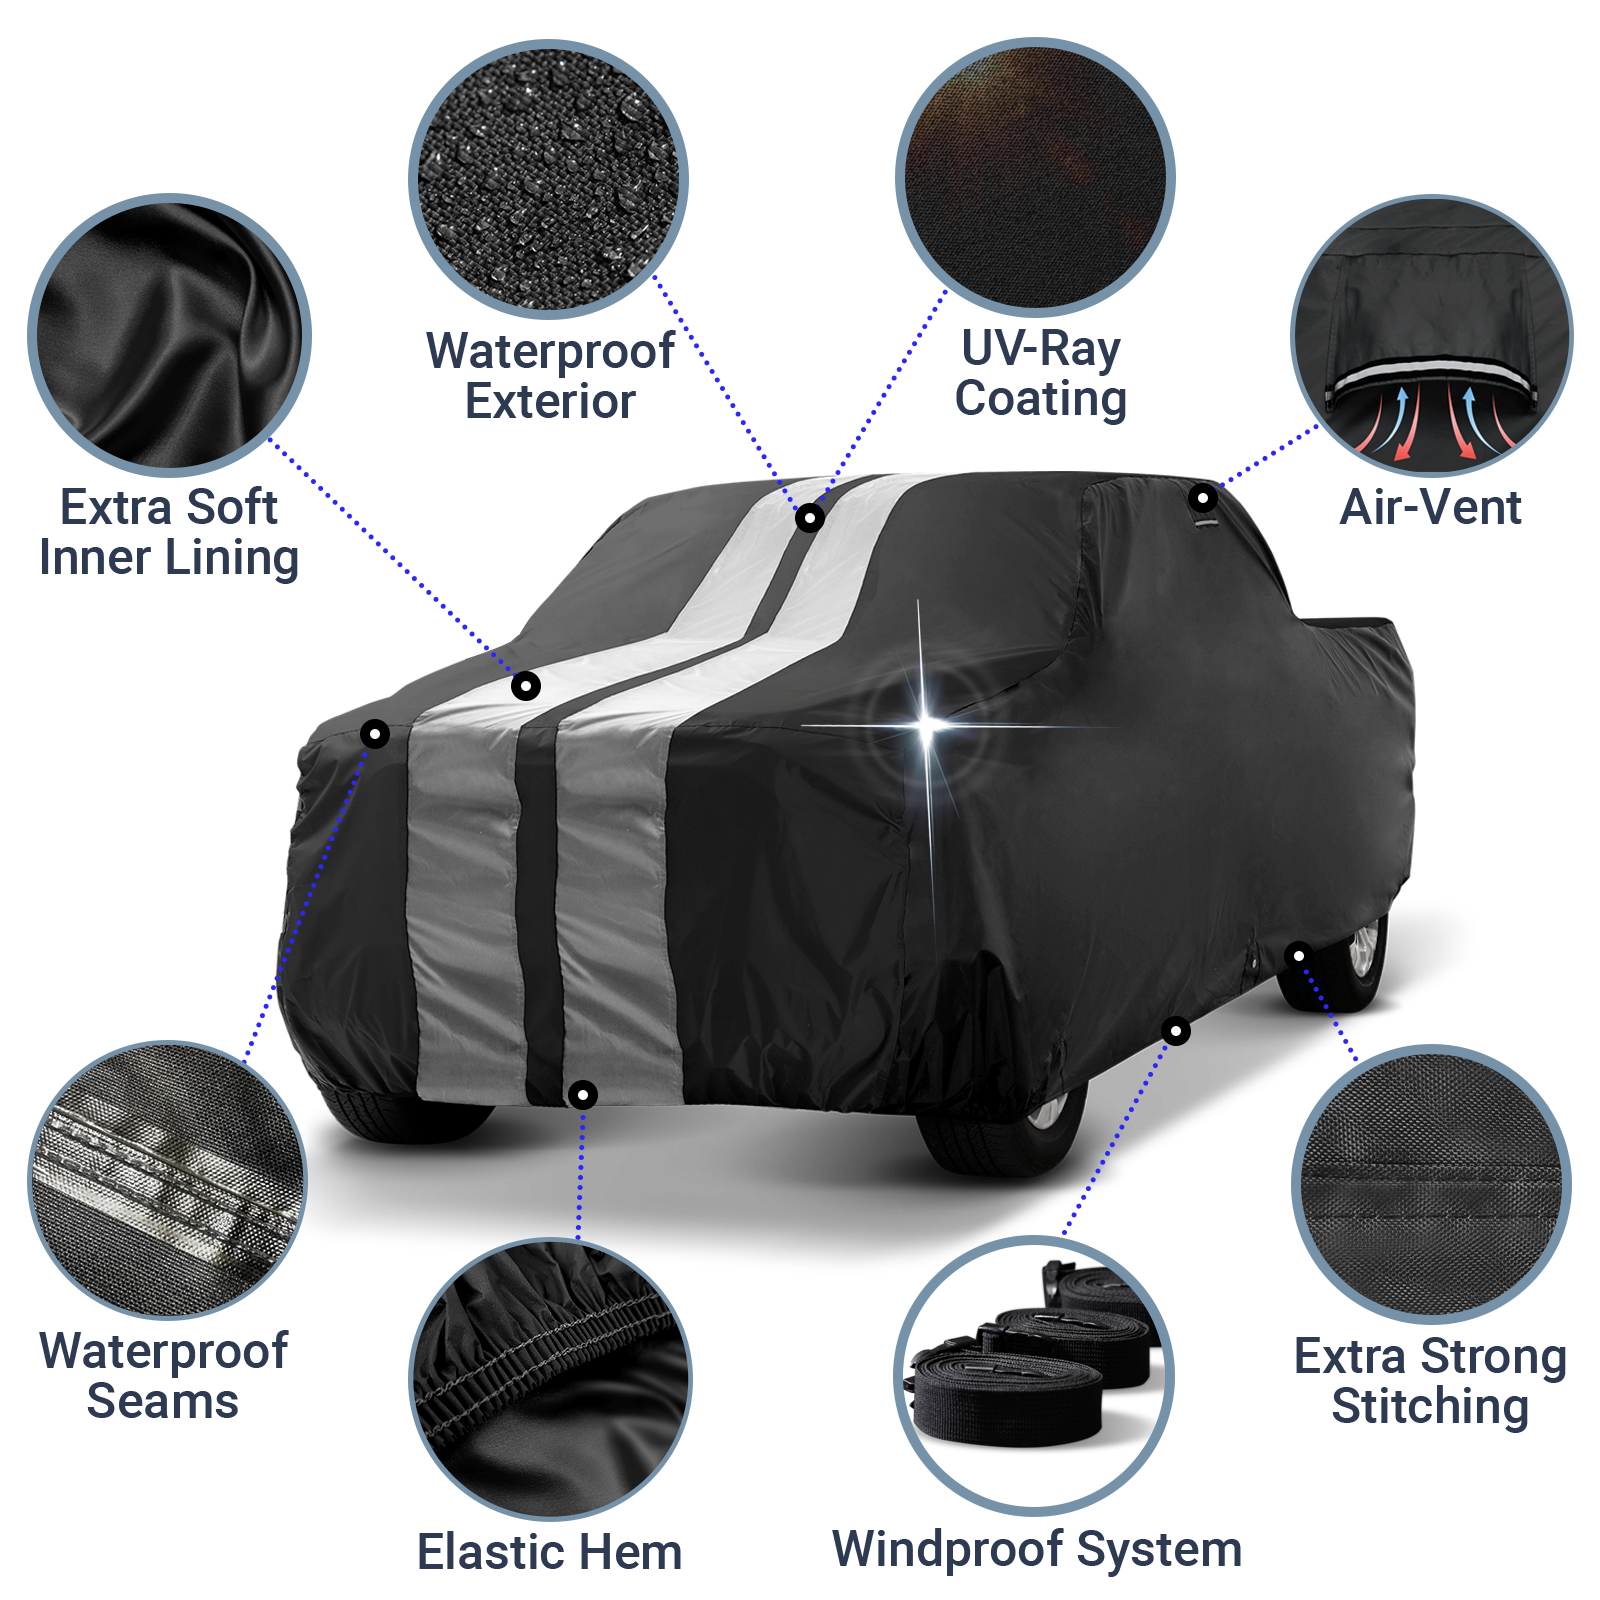 Waterproof
Exterior
UV-Ray
Coating
Extra Soft
Inner Lining
Air-Vent
Waterproof
Seams
Extra Strong
Stitching
Elastic Hem
Windproof System